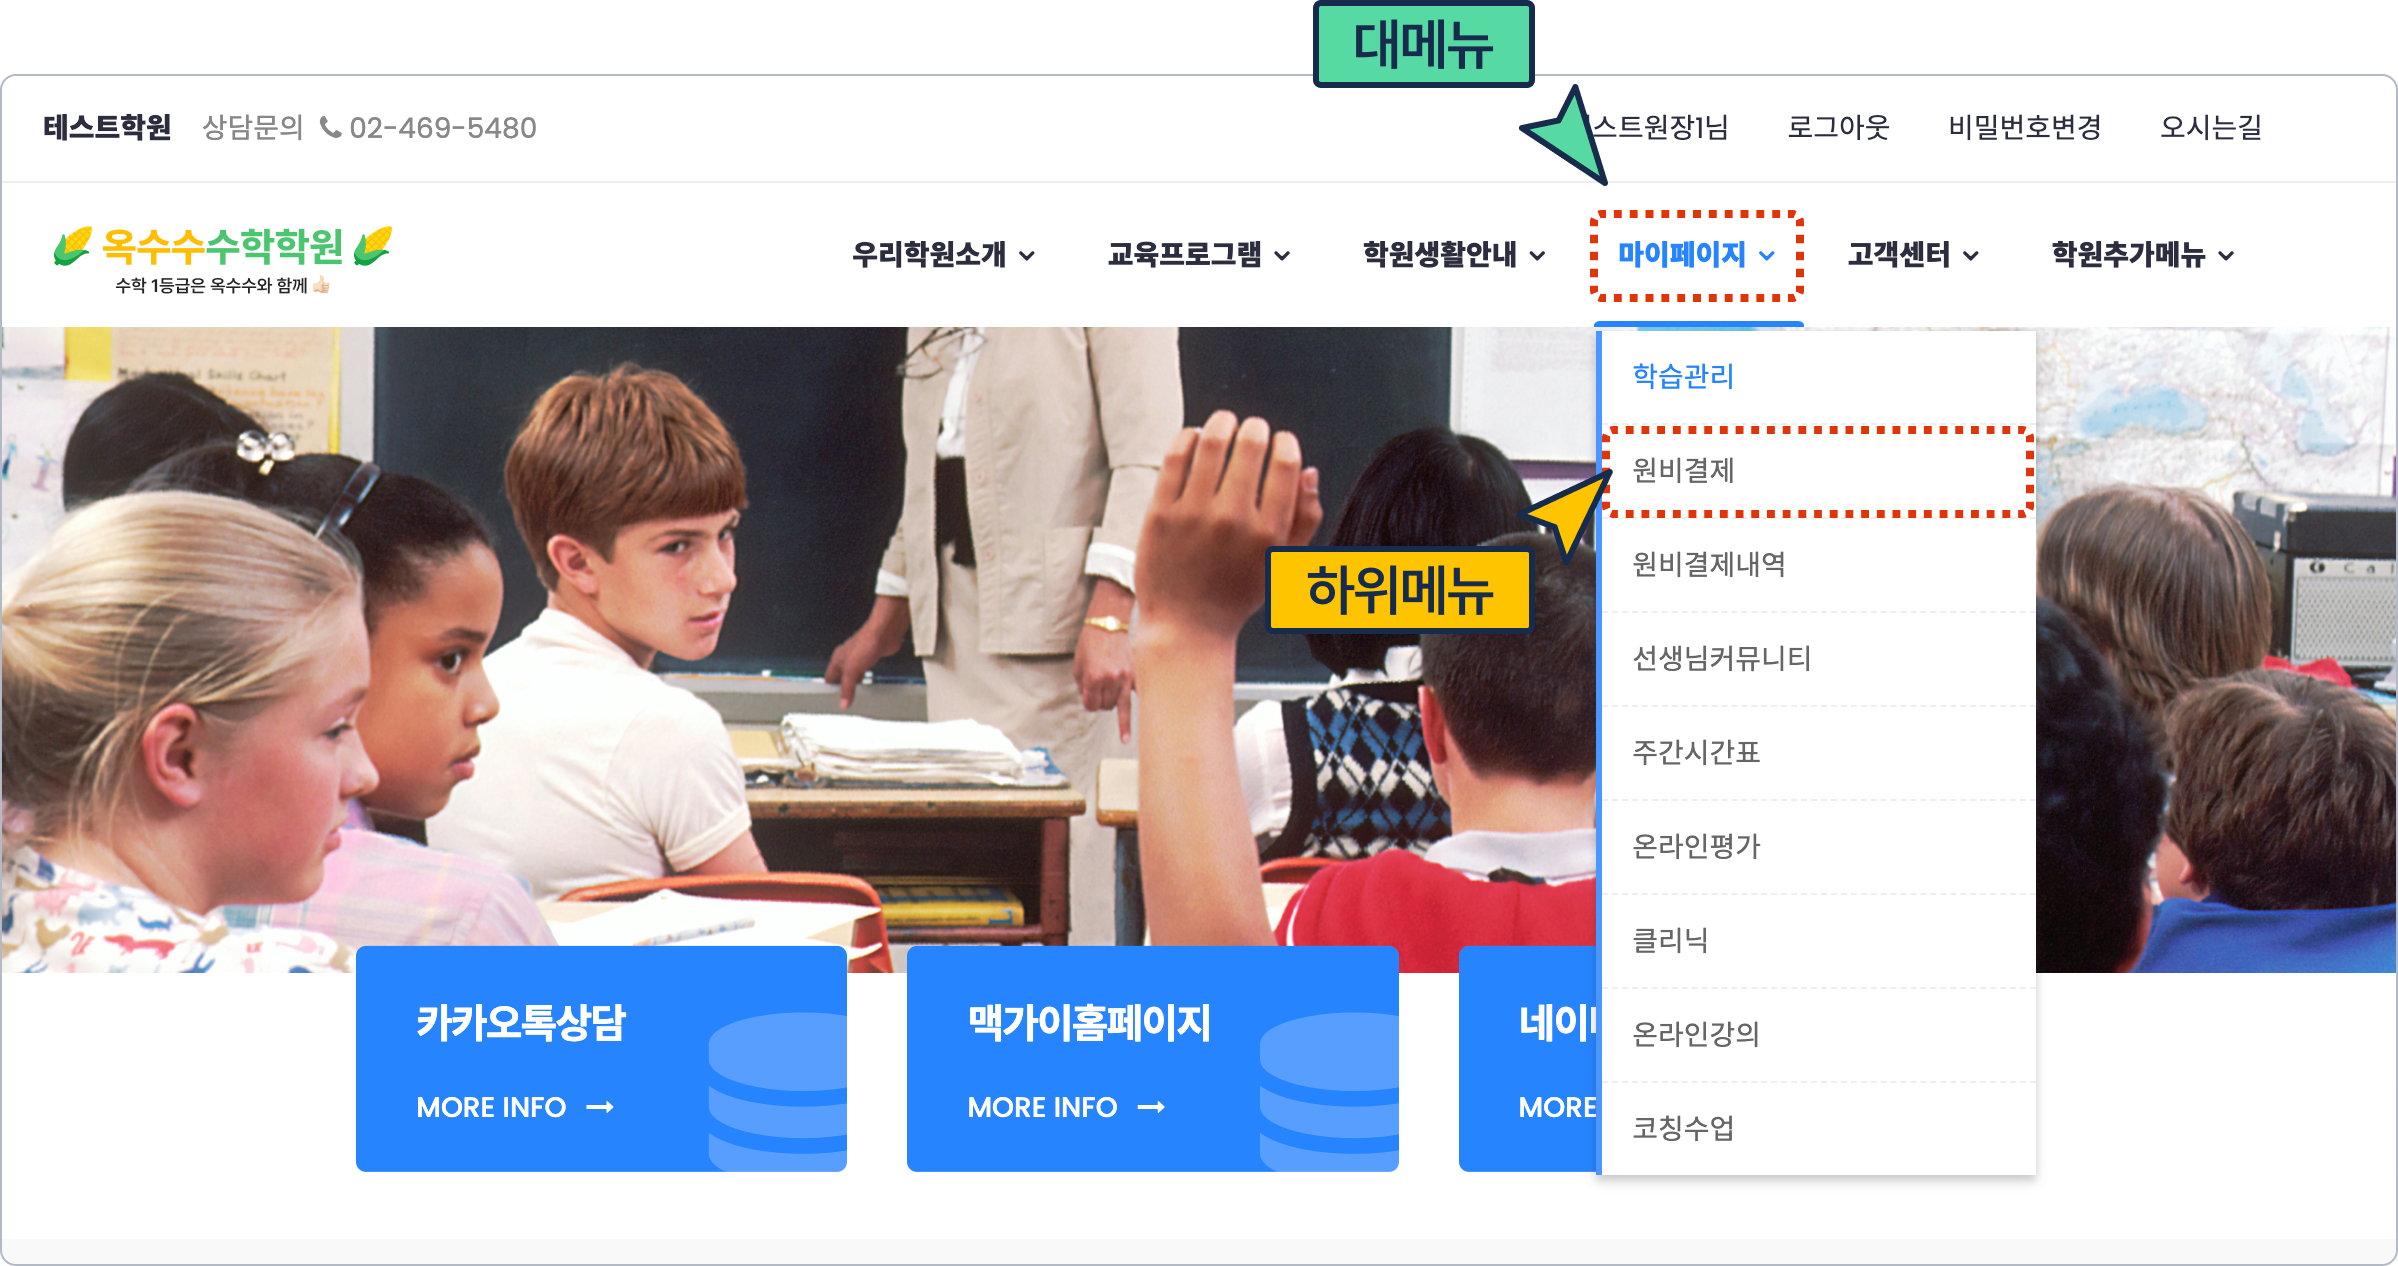 대메뉴
테스트학원 상담문의 02-469-5480
스트원장1님 로그아웃 비밀번호변경 오시는길
옥수수수학학원
수학 1등급은 옥수수와 함께
우리학원소개 교육프로그램 학원생활안내 마이페이지 고객센터 학원추가메뉴
학습관리
원비결제
원비결제내역
선생님커뮤니티
주간시간표
온라인평가
클리닉
온라인강의
코칭수업
하위메뉴
카카오톡상담
MORE INFO
맥가이홈페이지
MORE INFO
네이
MORE